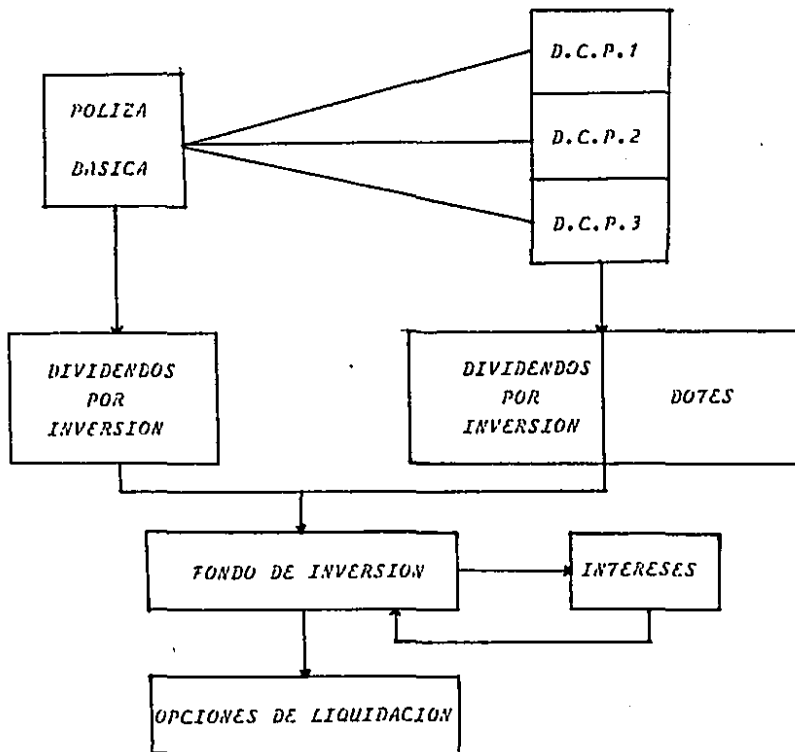 D.C.P.1
POLIZA
BASICA
D.C.P.2
D.C.P.3
DIVIDENDOS
POR
INVERSION
DIVIDENDOS
POR
INVERSION
DOTES
FONDO DE INVERSION
INTERESES
OPCIONES DE LIQUIDACION